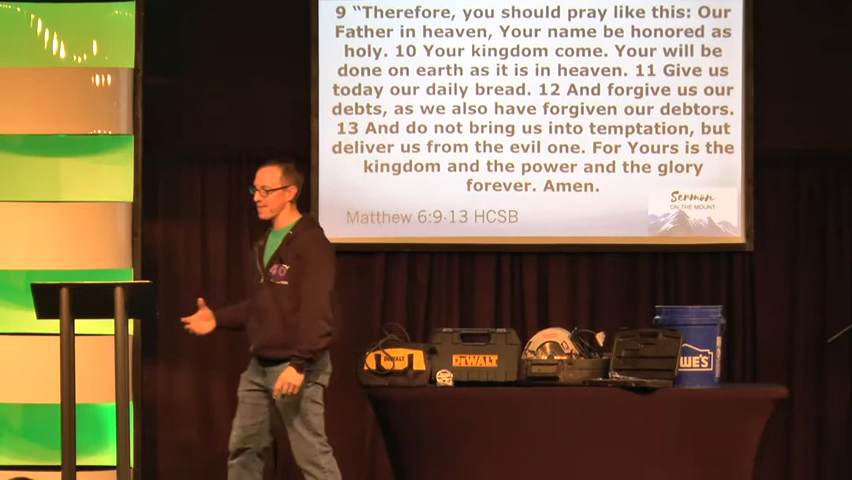 9 “Therefore, you should pray like this: Our
Father in heaven, Your name be honored as
holy. 10 Your kingdom come. Your will be
done on earth as it is in heaven. 11 Give us
today our daily bread. 12 And forgive us our
debts, as we also have forgiven our debtors.
13 And do not bring us into temptation, but
deliver us from the evil one. For Yours is the
kingdom and the power and the glory
forever. Amen.
Sermon
ON THE MOUNT
Matthew 6:9-13 HCSB
DEWALT
DEWALT
WE'S